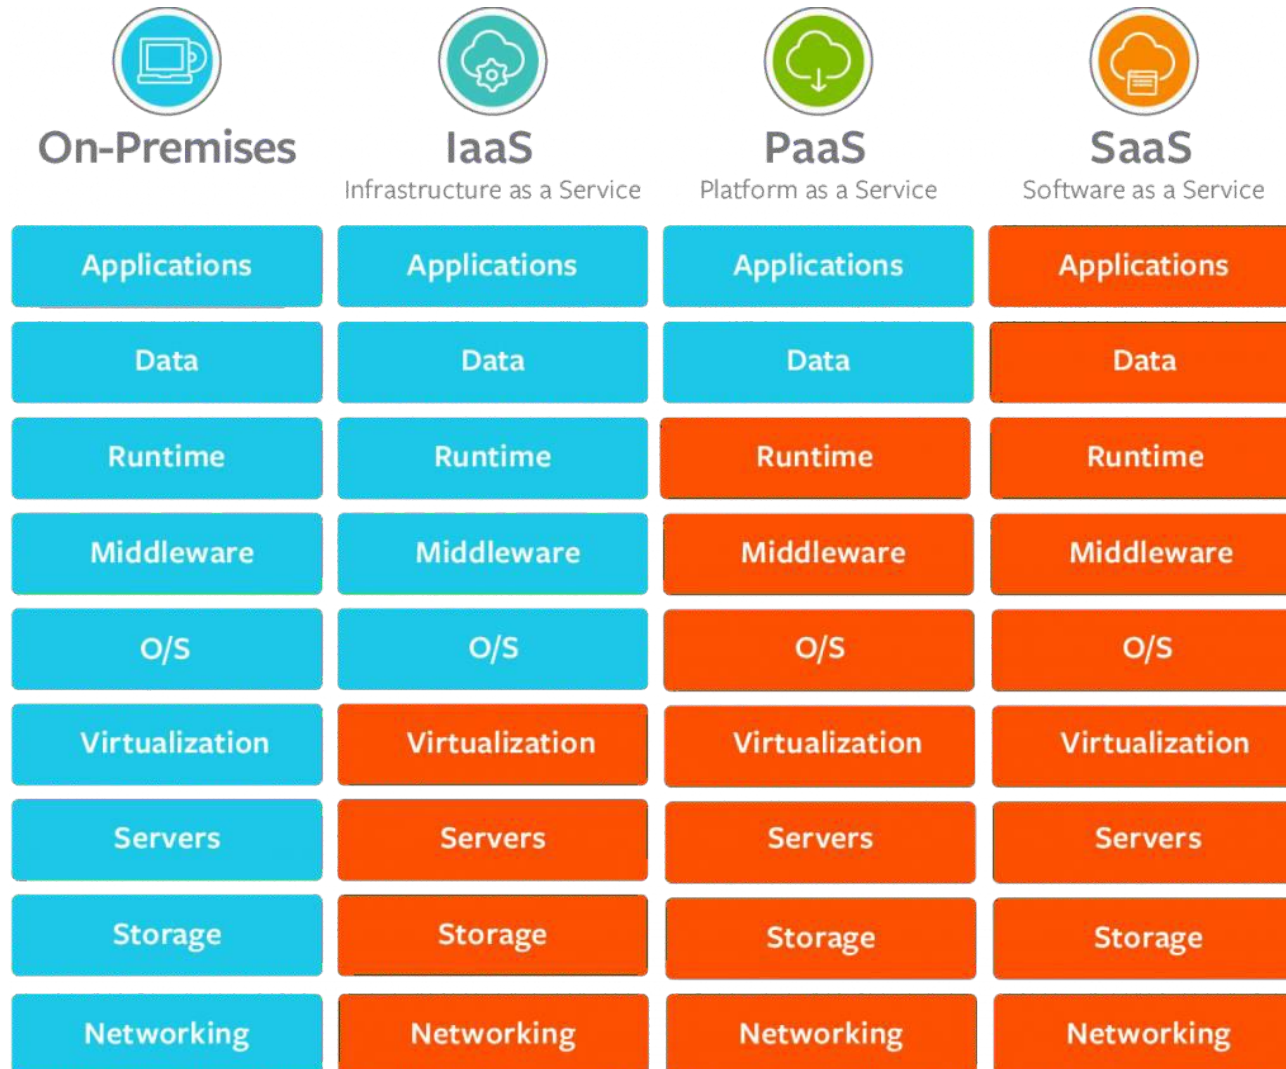 On-Premises IaaS PaaS SaaS
Infrastructure as a Service Platform as a Service Software as a Service
Applications Applications Applications Applications
Data Data Data Data
Runtime Runtime Runtime Runtime
Middleware Middleware Middleware Middleware
O/S O/S O/S O/S
Virtualization Virtualization Virtualization Virtualization
Servers Servers Servers Servers
Storage Storage Storage Storage
Networking Networking Networking Networking